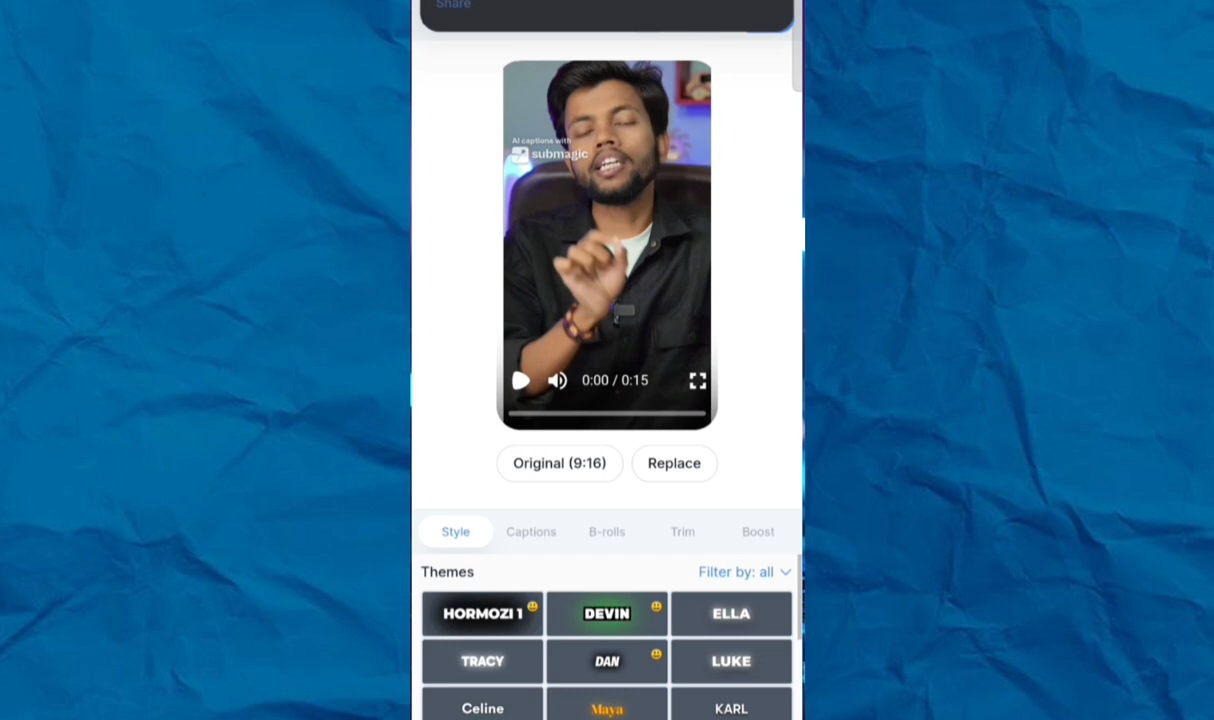 Share
AI captions with
submagic
0:00 / 0:15
Original (9:16) Replace
Style Captions B-rolls Trim Boost
Themes Filter by: all
HORMOZI 1 DEVIN ELLA
TRACY DAN LUKE
Celine Maya KARL